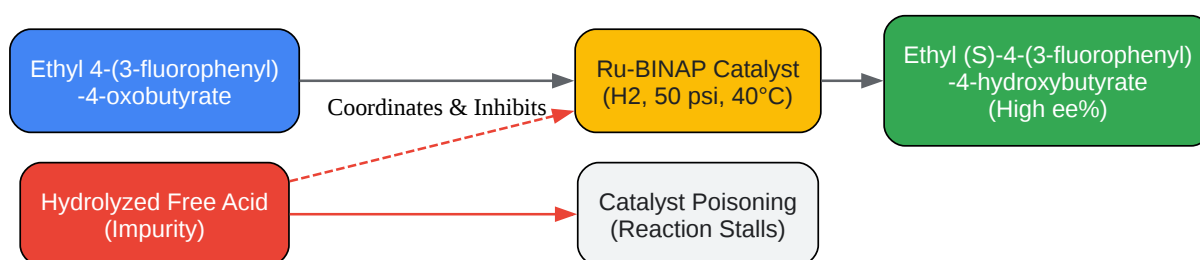 Ethyl 4-(3-fluorophenyl)
-4-oxobutyrate
Coordinates & Inhibits
Ru-BINAP Catalyst
(H2, 50 psi, 40°C)
Ethyl (S)-4-(3-fluorophenyl)
-4-hydroxybutyrate
(High ee%)
Hydrolyzed Free Acid
(Impurity)
Catalyst Poisoning
(Reaction Stalls)